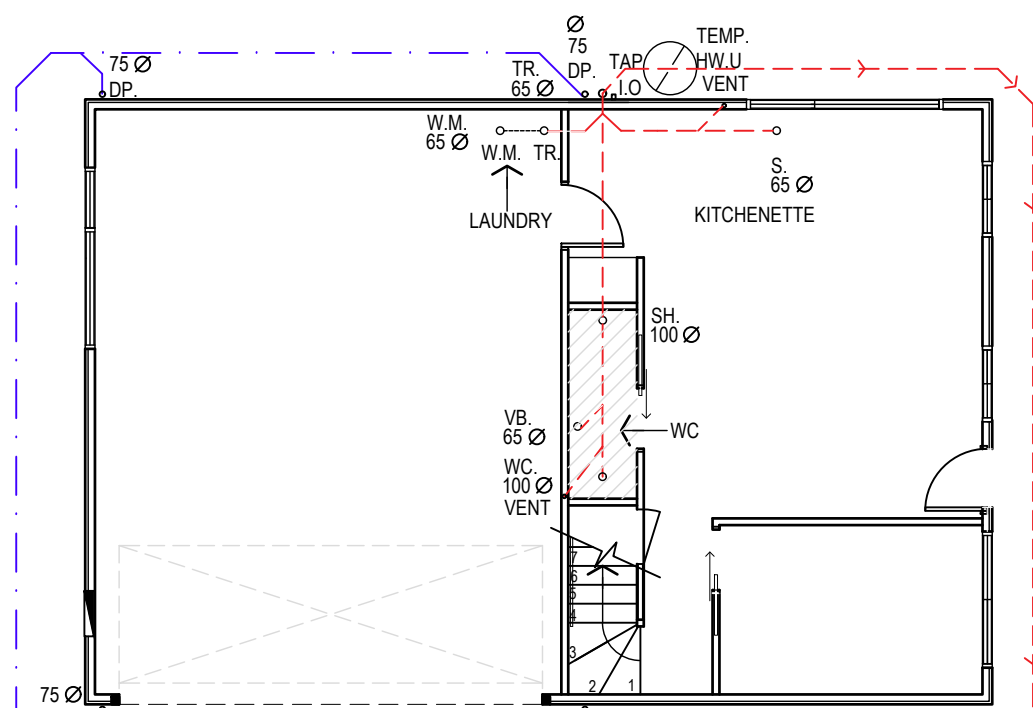 Ø
75
DP.
75 Ø
DP.
TR.
65 Ø
TAP
I.O
TEMP.
HW.U
VENT
W.M.
65 Ø
W.M.
TR.
LAUNDRY
S.
65 Ø
KITCHENETTE
SH.
100 Ø
VB.
65 Ø
WC
WC.
100 Ø
VENT
7
6
5
4
3
2
1
75 Ø